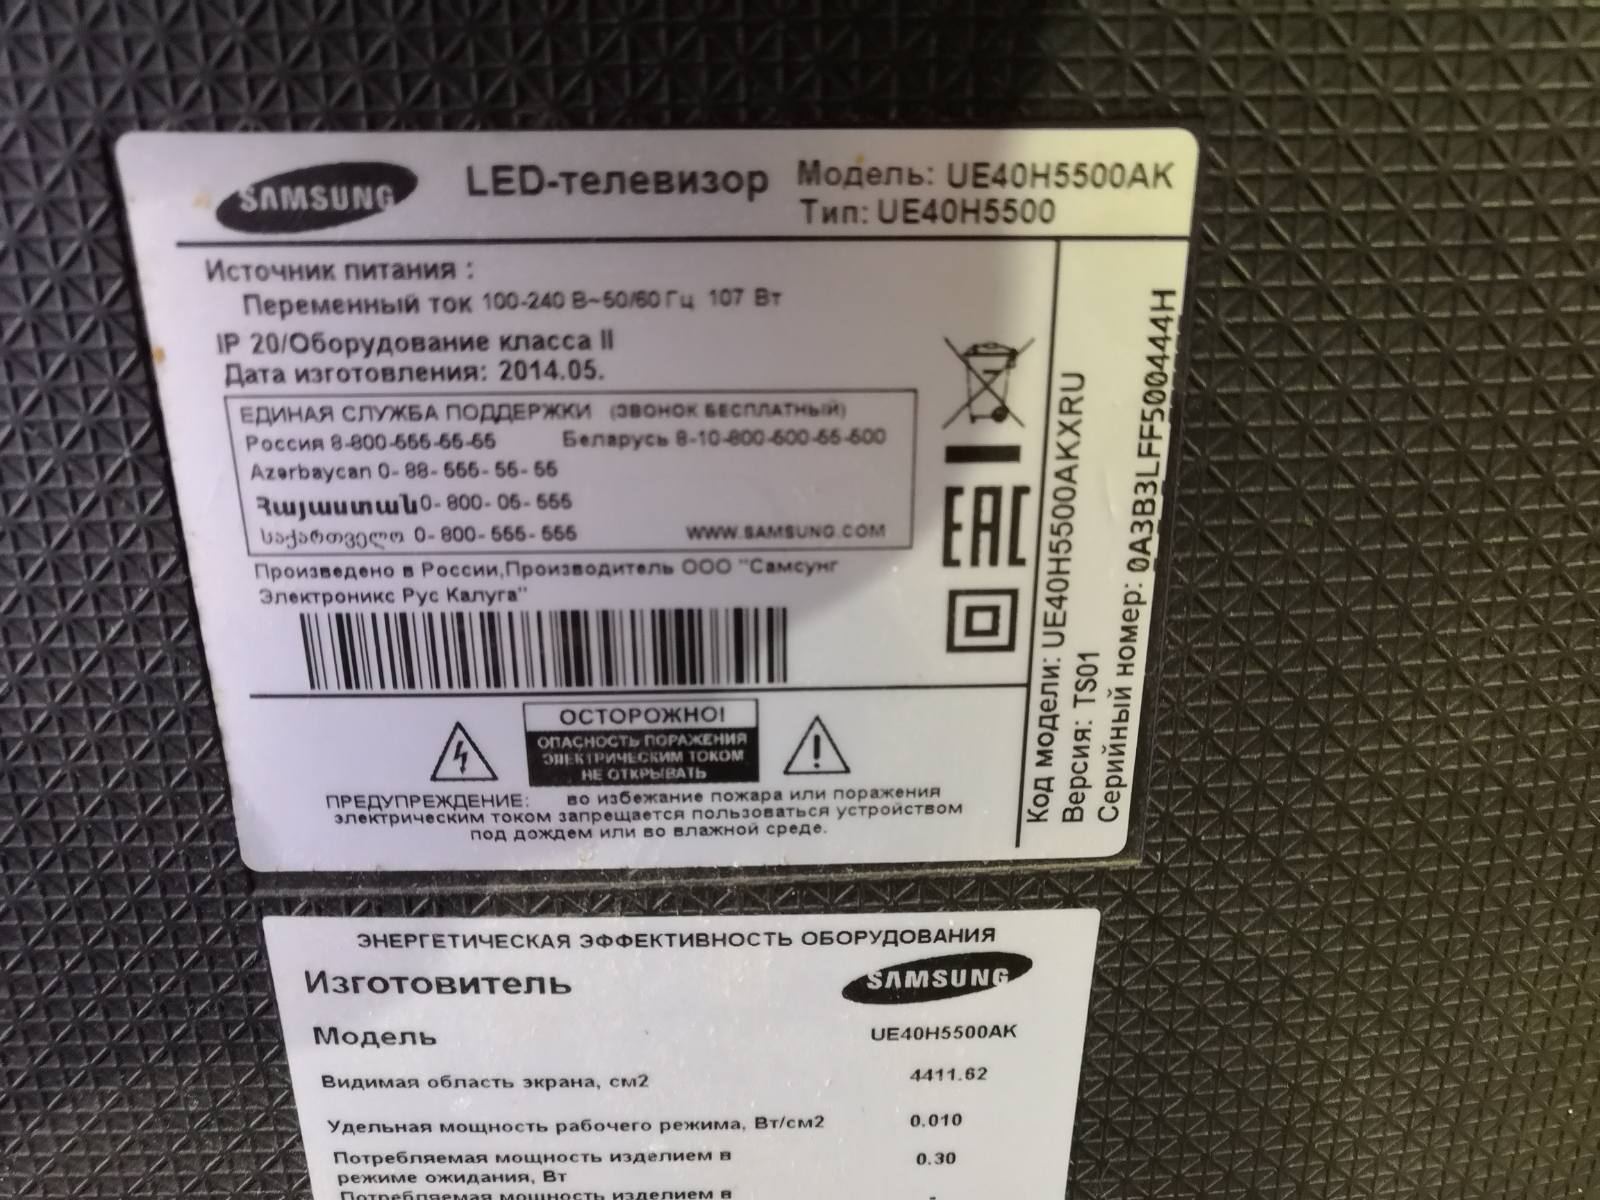 SAMSUNG LED-телевизор Модель: UE40H5500AK
Тип: UE40H5500
Источник питания :
Переменный ток 100-240 В~50/60 Гц 107 Вт
IP 20/Оборудование класса II
Дата изготовления: 2014.05.
ЕДИНАЯ СЛУЖБА ПОДДЕРЖКИ (ЗВОНОК БЕСПЛАТНЫЙ)
Россия 8-800-555-55-55 Беларусь 8-10-800-500-55-500
Azərbaycan 0- 88- 555- 55- 55
Հայաստան 0- 800- 05- 555
საქართველო 0- 800- 555- 555 WWW.SAMSUNG.COM
Произведено в России,Производитель ООО "Самсунг
Электроникс Рус Калуга"
EAC
ОСТОРОЖНО!
ОПАСНОСТЬ ПОРАЖЕНИЯ
ЭЛЕКТРИЧЕСКИМ ТОКОМ
НЕ ОТКРЫВАТЬ
ПРЕДУПРЕЖДЕНИЕ: во избежание пожара или поражения
электрическим током запрещается пользоваться устройством
под дождем или во влажной среде.
Код модели: UE40H5500AKXRU
Версия: TS01
Серийный номер: 0A3B3LFF500444H
ЭНЕРГЕТИЧЕСКАЯ ЭФФЕКТИВНОСТЬ ОБОРУДОВАНИЯ
Изготовитель SAMSUNG
Модель UE40H5500AK
Видимая область экрана, см2 4411.62
Удельная мощность рабочего режима, Вт/см2 0.010
Потребляемая мощность изделием в 0.30
режиме ожидания, Вт
Потребляемая мощность изделием в -